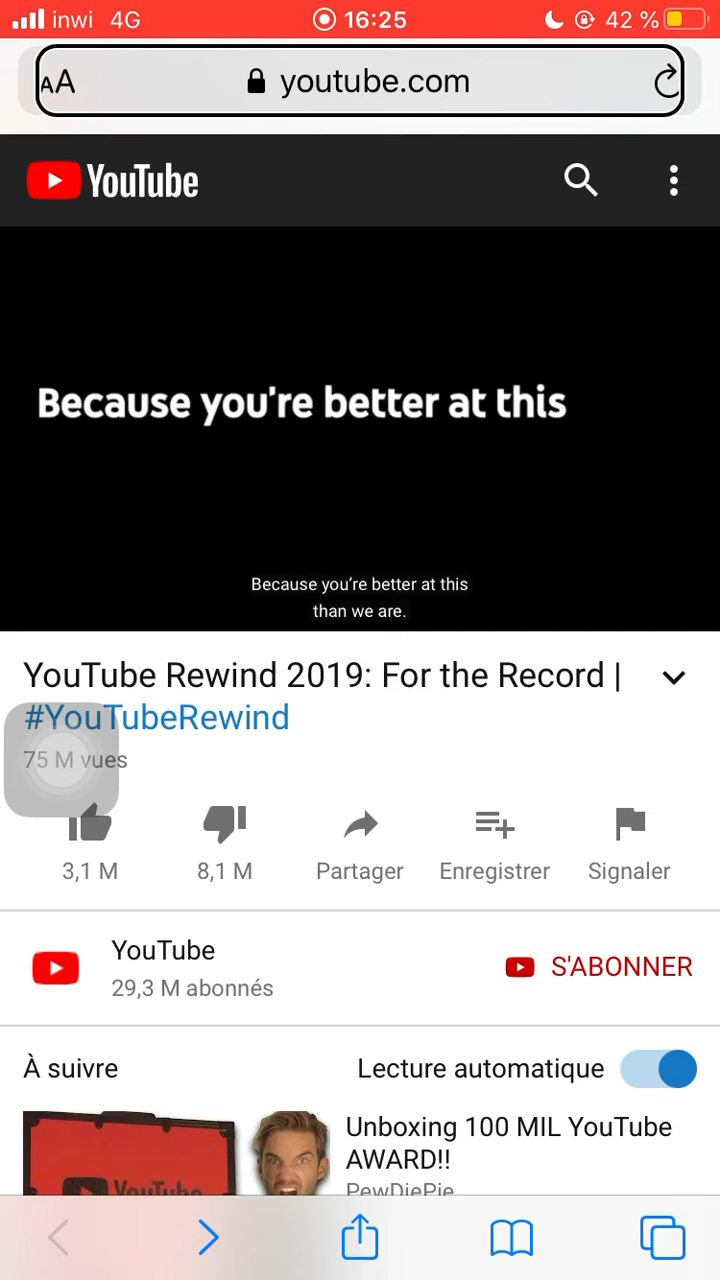 inwi 4G 16:25 42 %
AA youtube.com
YouTube
Because you're better at this
Because you're better at this
than we are.
YouTube Rewind 2019: For the Record |
#YouTubeRewind
75 M vues
3,1 M 8,1 M Partager Enregistrer Signaler
YouTube
29,3 M abonnés
S'ABONNER
À suivre Lecture automatique
Unboxing 100 MIL YouTube
AWARD!!
PewDiePie
YouTube